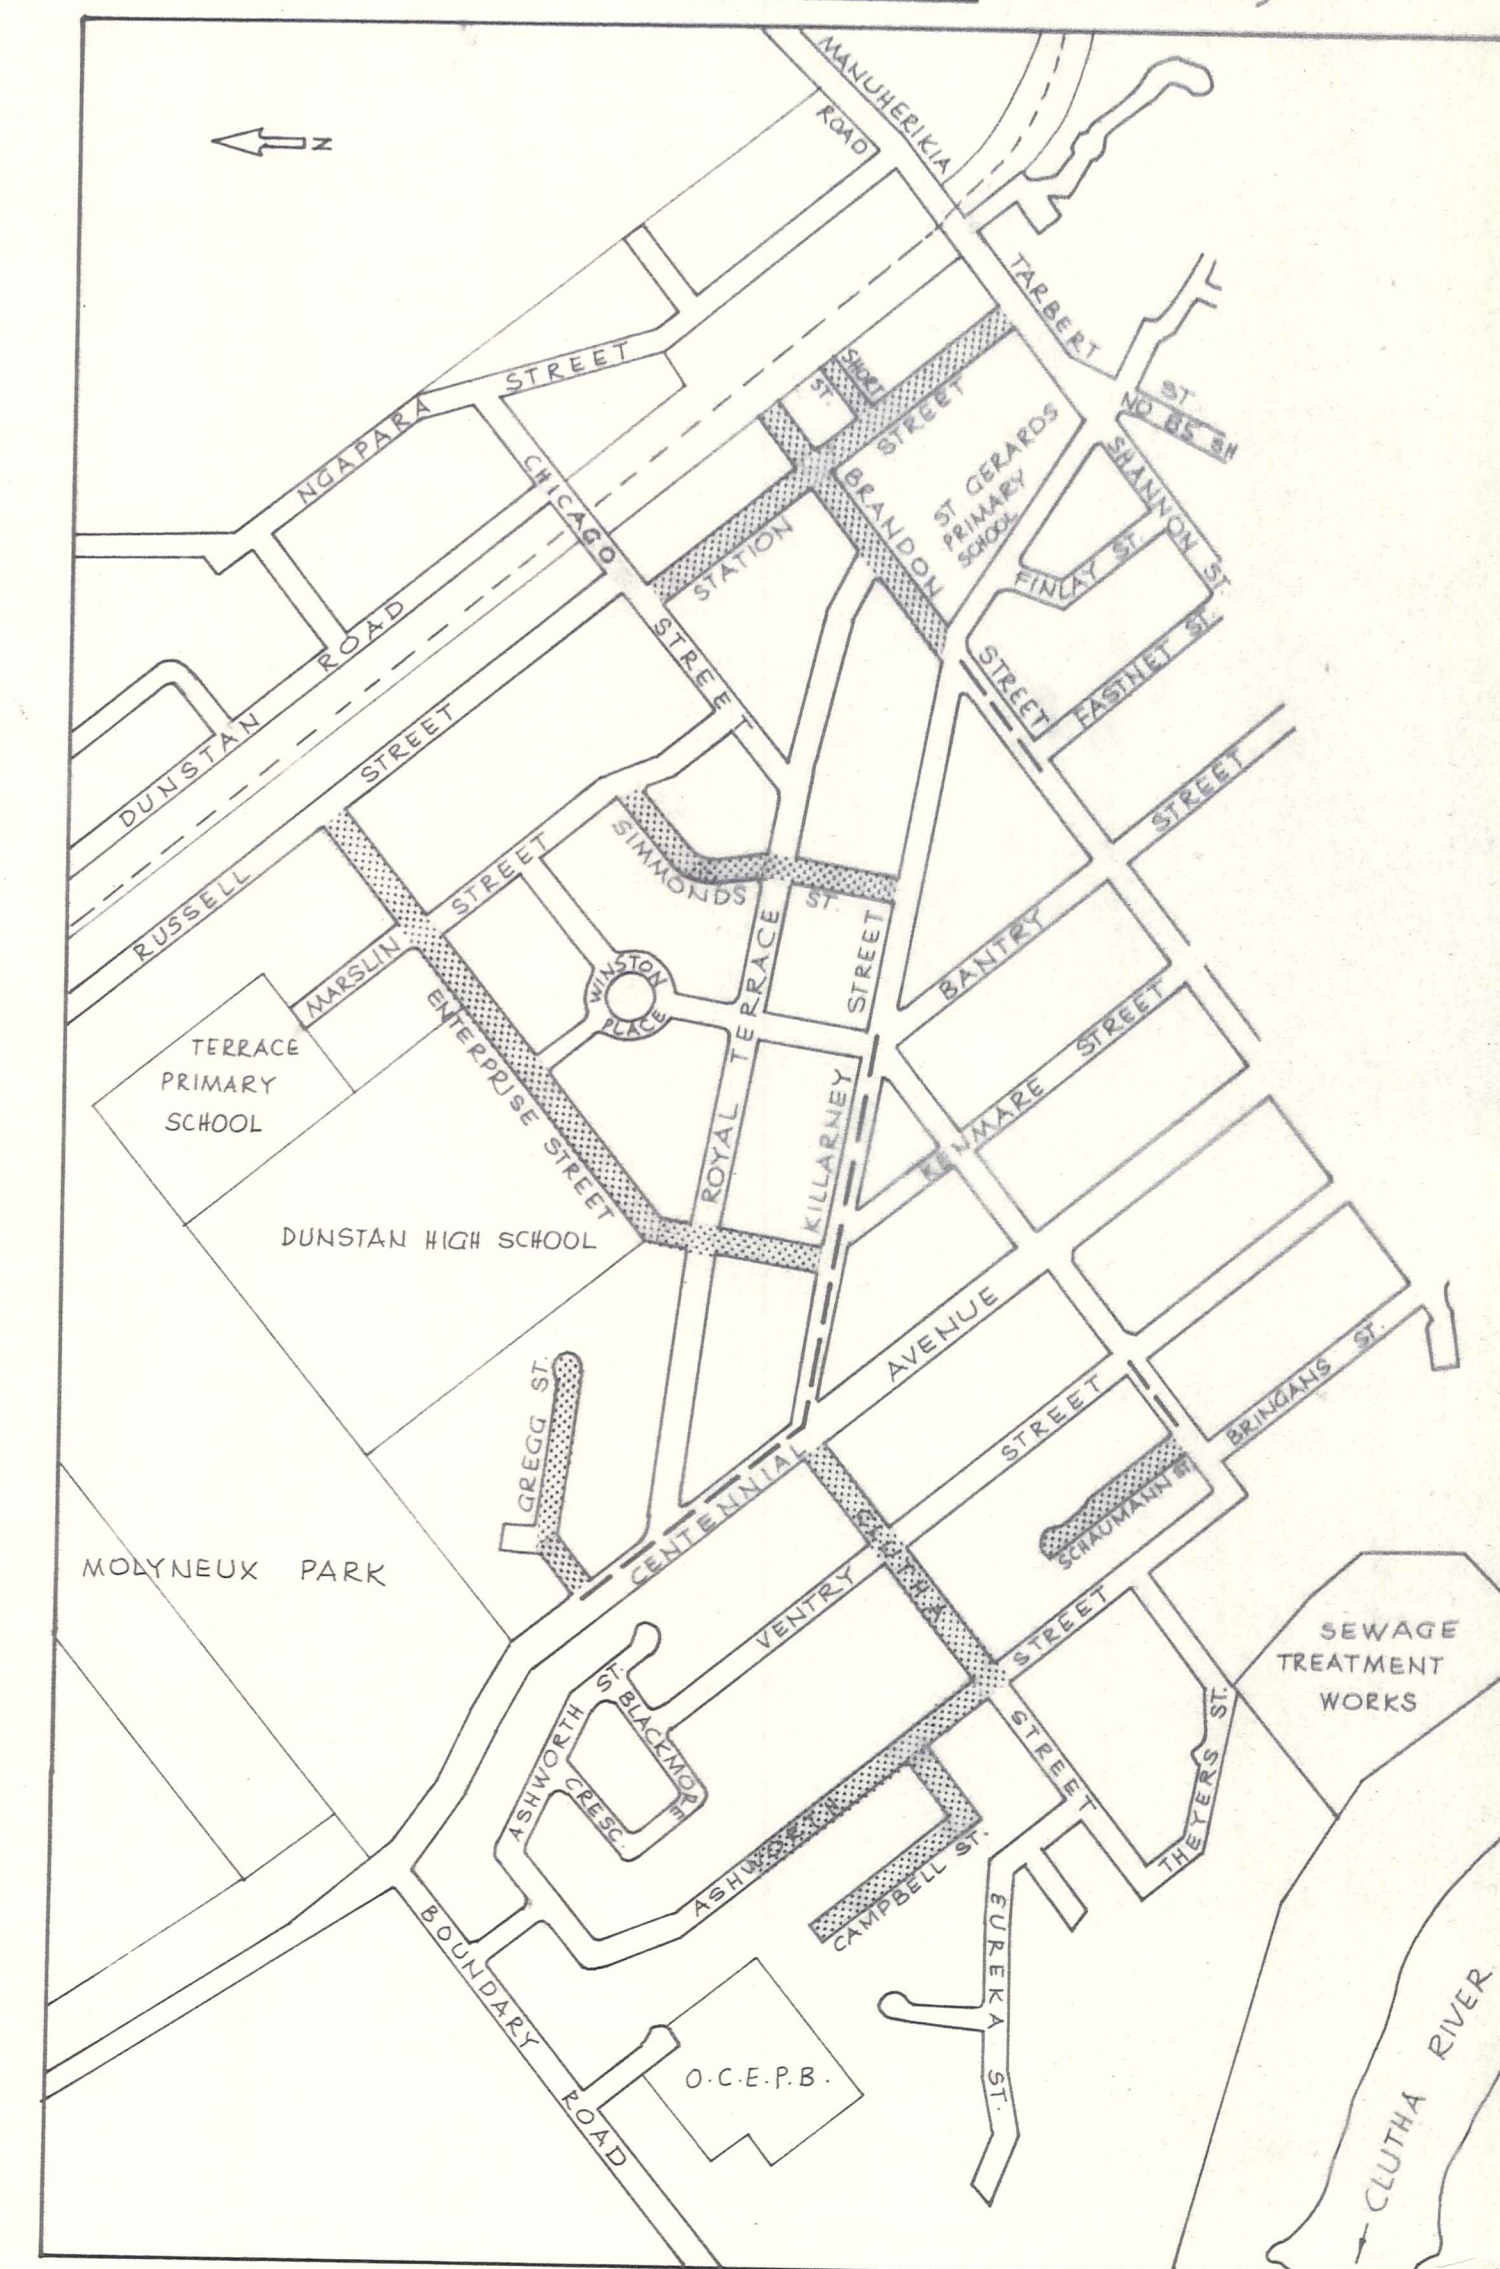 MANUHERIKIA
ROAD
N
TARBERT
ST.
NGAPARA STREET
SHORT
ST.
STREET
CHICAGO
STREET
NO 85 SH
SHANNON ST.
ST GERARDS
PRIMARY
SCHOOL
BRANDON
STREET
STATION
FINLAY ST.
FASTNET ST.
DUNSTAN ROAD
RUSSELL STREET
SIMMONDS ST.
STREET
MARSLIN STREET
WINSTON
PLACE
BANTRY
ENTERPRISE STREET
ROYAL TERRACE
KILLARNEY STREET
KENMARE STREET
TERRACE
PRIMARY
SCHOOL
DUNSTAN HIGH SCHOOL
CENTENNIAL AVENUE
GREGG ST.
BRINGANS ST.
VENTRY STREET
SCHAUMANN ST.
MOLYNEUX PARK
CLUTHA STREET
ASHWORTH ST.
BLACKMORE
CRESC.
ASHWORTH STREET
THEYERS ST.
SEWAGE
TREATMENT
WORKS
CAMPBELL ST.
BOUNDARY ROAD
EUREKA ST.
O.C.E.P.B.
CLUTHA RIVER